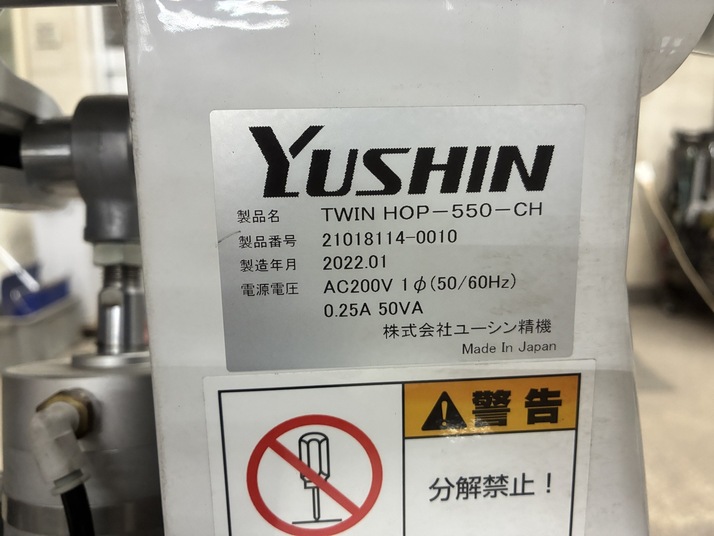 YUSHIN
製品名 TWIN HOP-550-CH
製品番号 21018114-0010
製造年月 2022.01
電源電圧 AC200V 1φ(50/60Hz)
0.25A 50VA
株式会社ユーシン精機
Made In Japan
警告
分解禁止！